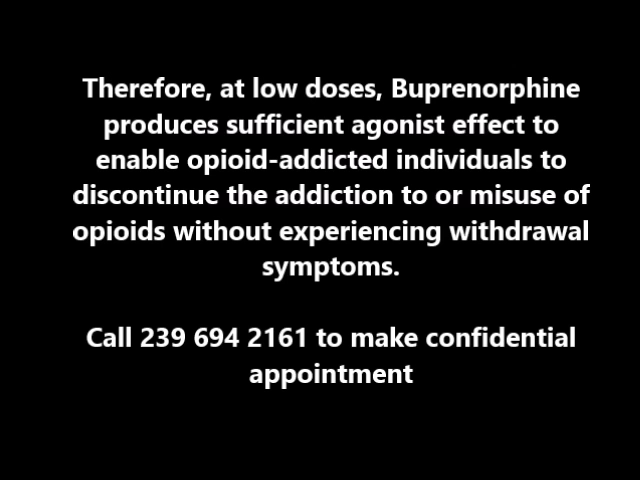 Therefore, at low doses, Buprenorphine
produces sufficient agonist effect to
enable opioid-addicted individuals to
discontinue the addiction to or misuse of
opioids without experiencing withdrawal
symptoms.
Call 239 694 2161 to make confidential
appointment